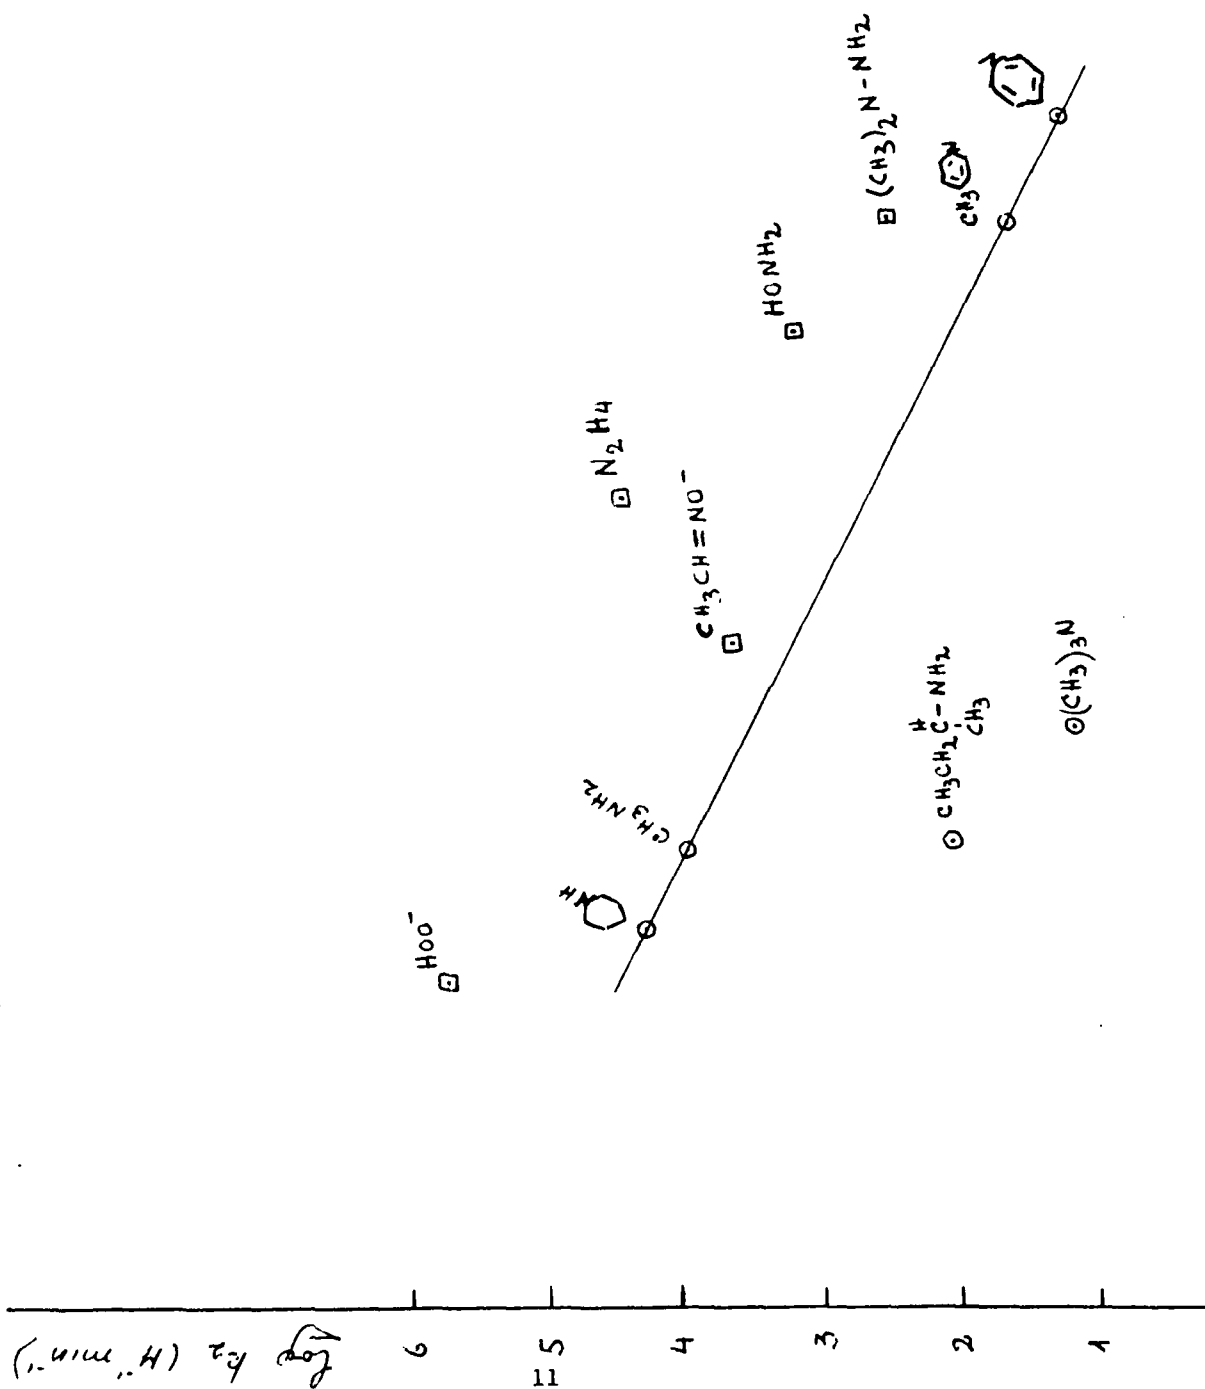 HOO⁻
H
N
CH3NH2
CH3CH=NO⁻
N2H4
HONH2
(CH3)2N-NH2
CH3
N
N
H
CH3CH2C-NH2
CH3
(CH3)3N
log k2 (M⁻¹ min⁻¹)
6
5
4
3
2
1
11